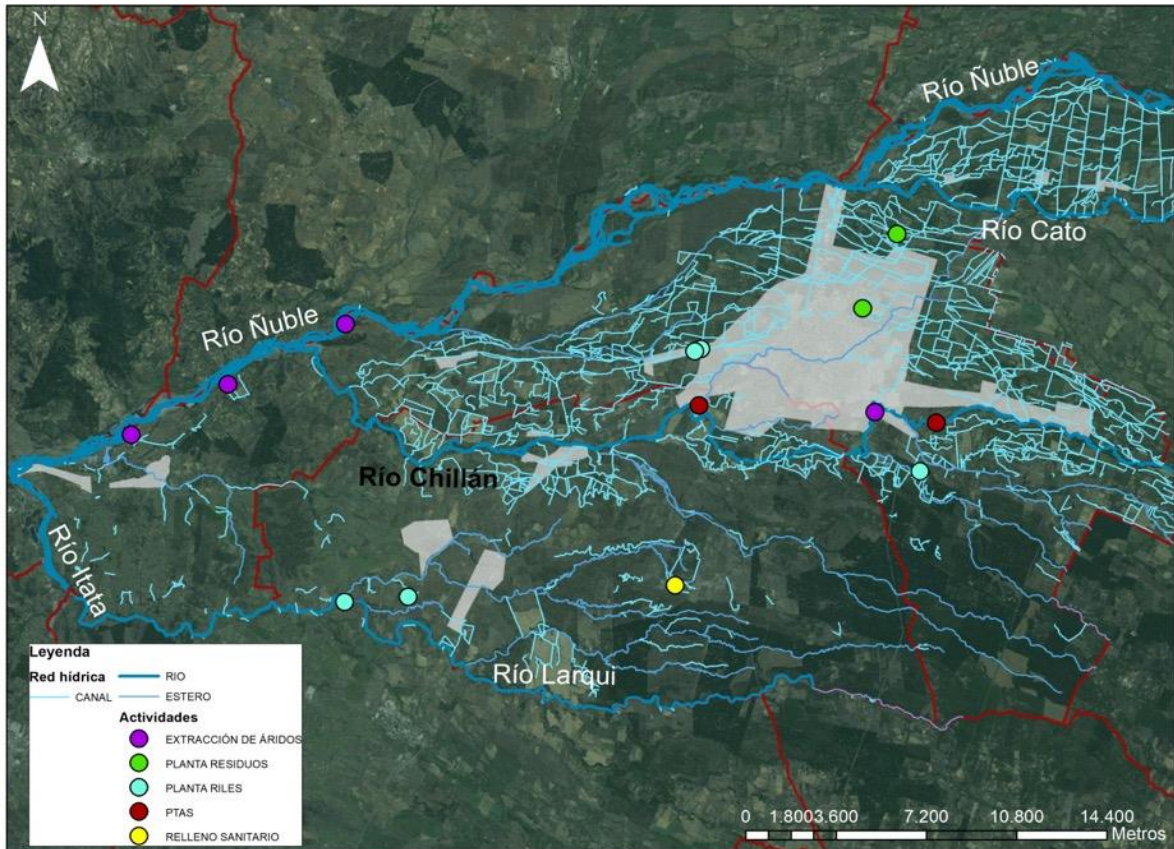 N
Río Ñuble
Río Cato
Río Ñuble
Río Chillán
Río Itata
Río Larqui
Leyenda
Red hídrica
RIO
CANAL
ESTERO
Actividades
EXTRACCIÓN DE ÁRIDOS
PLANTA RESIDUOS
PLANTA RILES
PTAS
RELLENO SANITARIO
0 1.8003.600 7.200 10.800 14.400
Metros